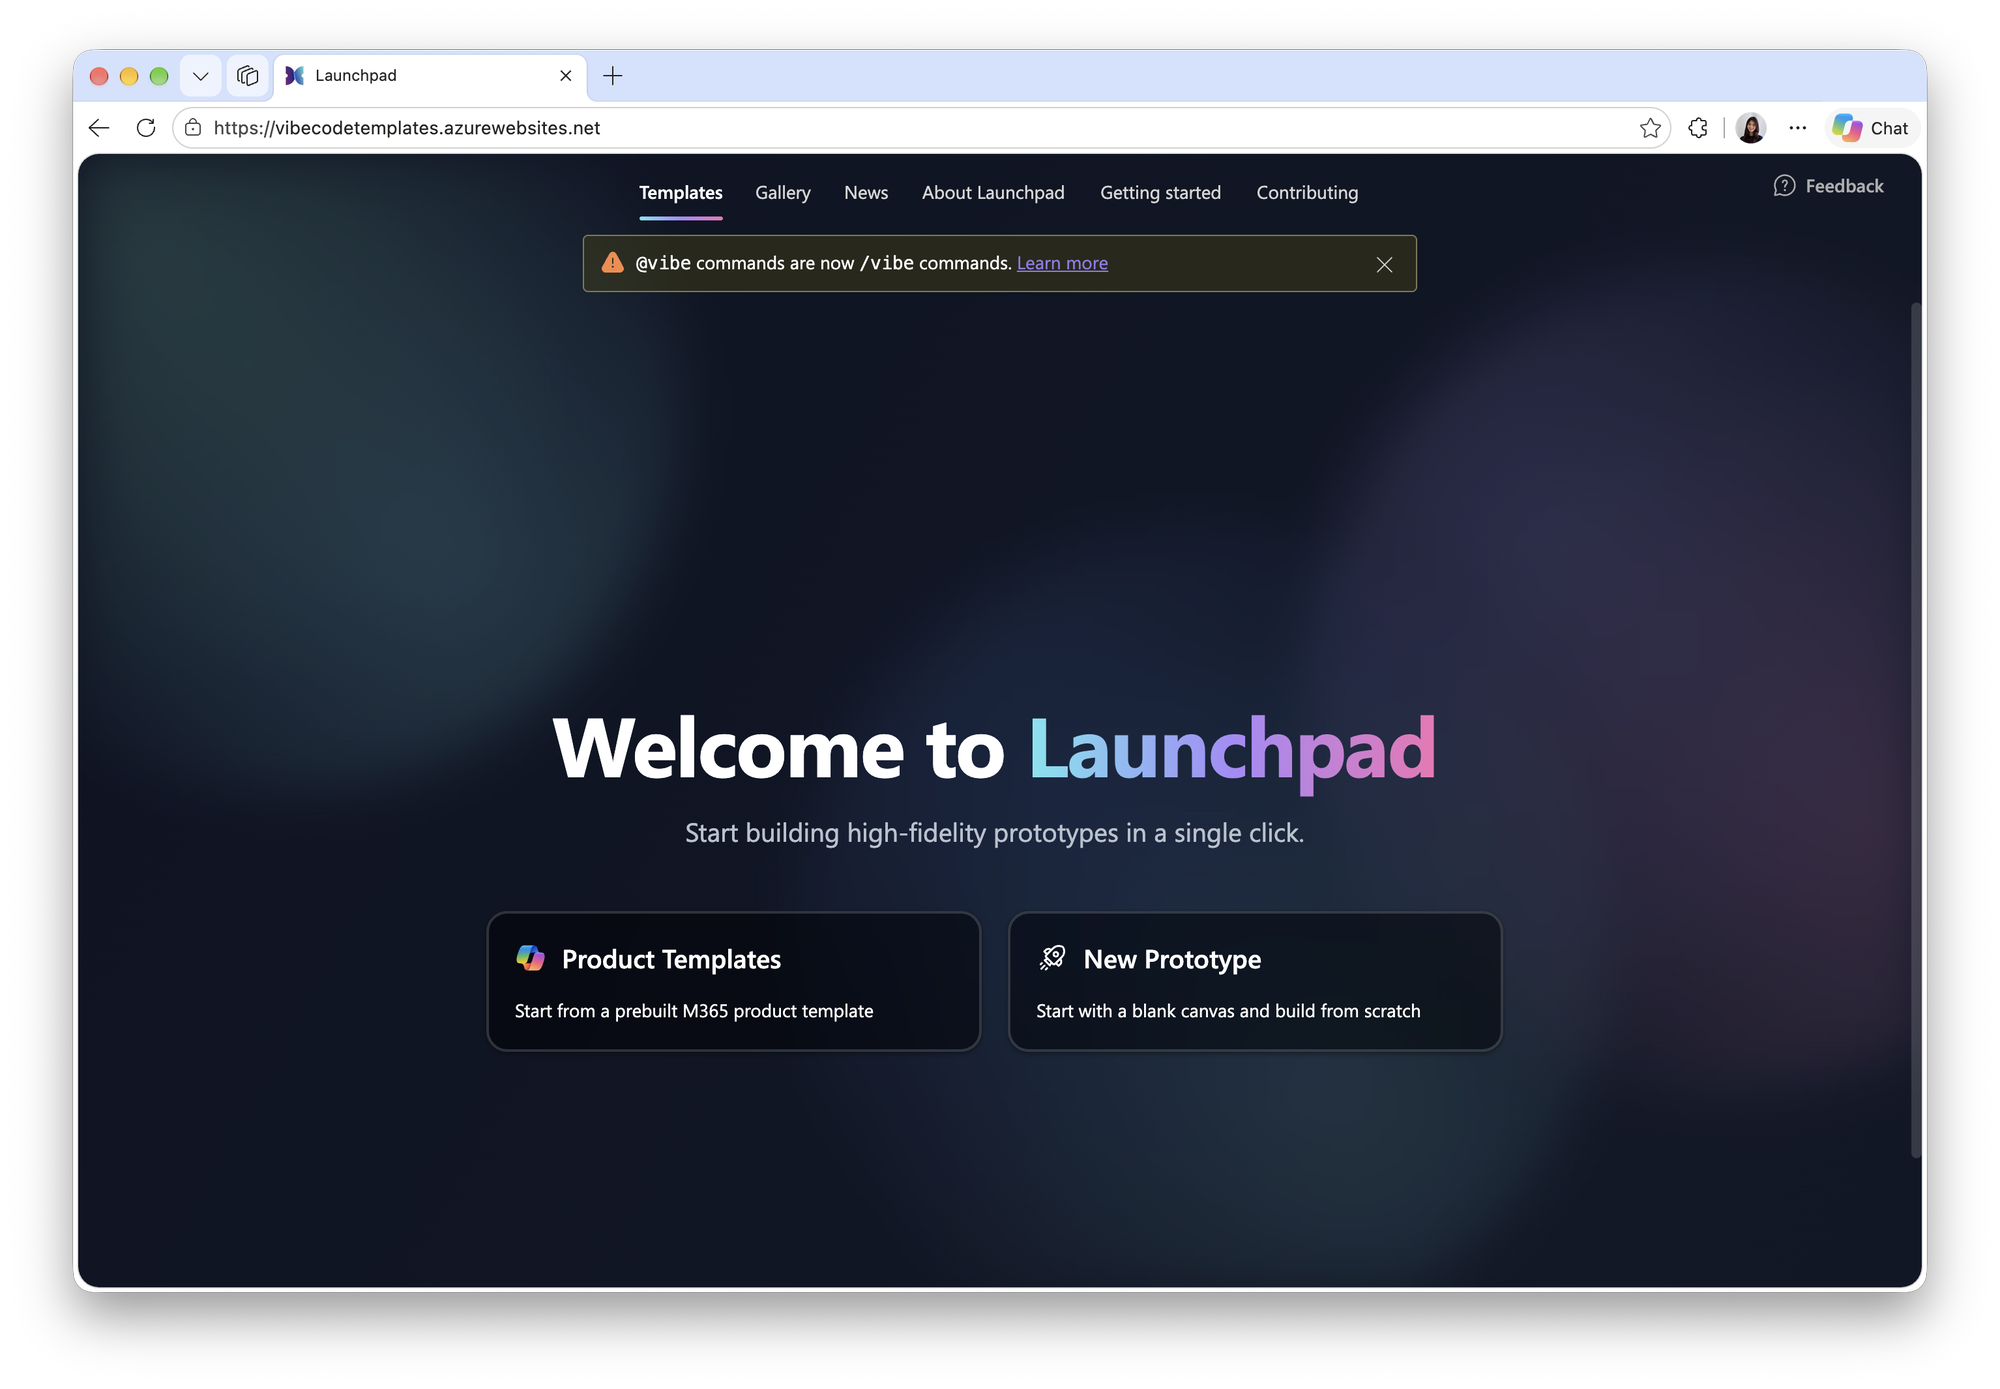 Launchpad
https://vibecodetemplates.azurewebsites.net
Chat
Templates Gallery News About Launchpad Getting started Contributing
Feedback
@vibe commands are now /vibe commands. Learn more
Welcome to Launchpad
Start building high-fidelity prototypes in a single click.
Product Templates
Start from a prebuilt M365 product template
New Prototype
Start with a blank canvas and build from scratch